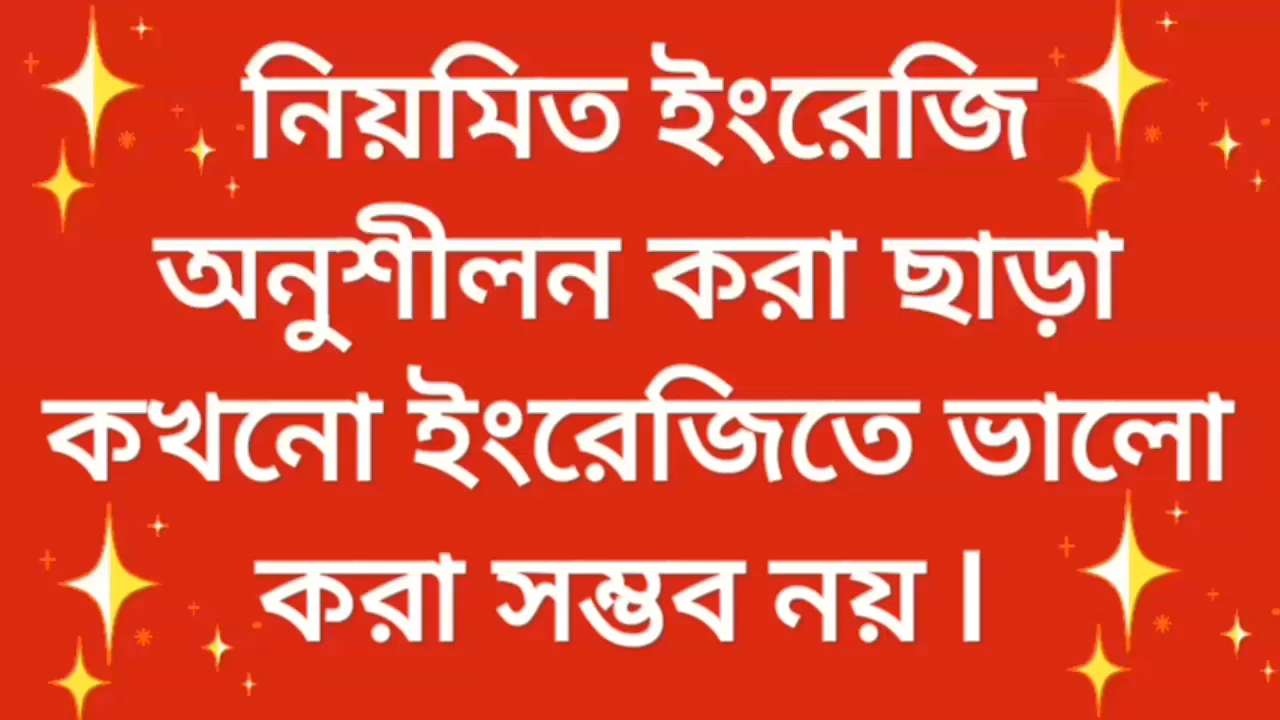 নিয়মিত ইংরেজি
অনুশীলন করা ছাড়া
কখনো ইংরেজিতে ভালো
করা সম্ভব নয়।